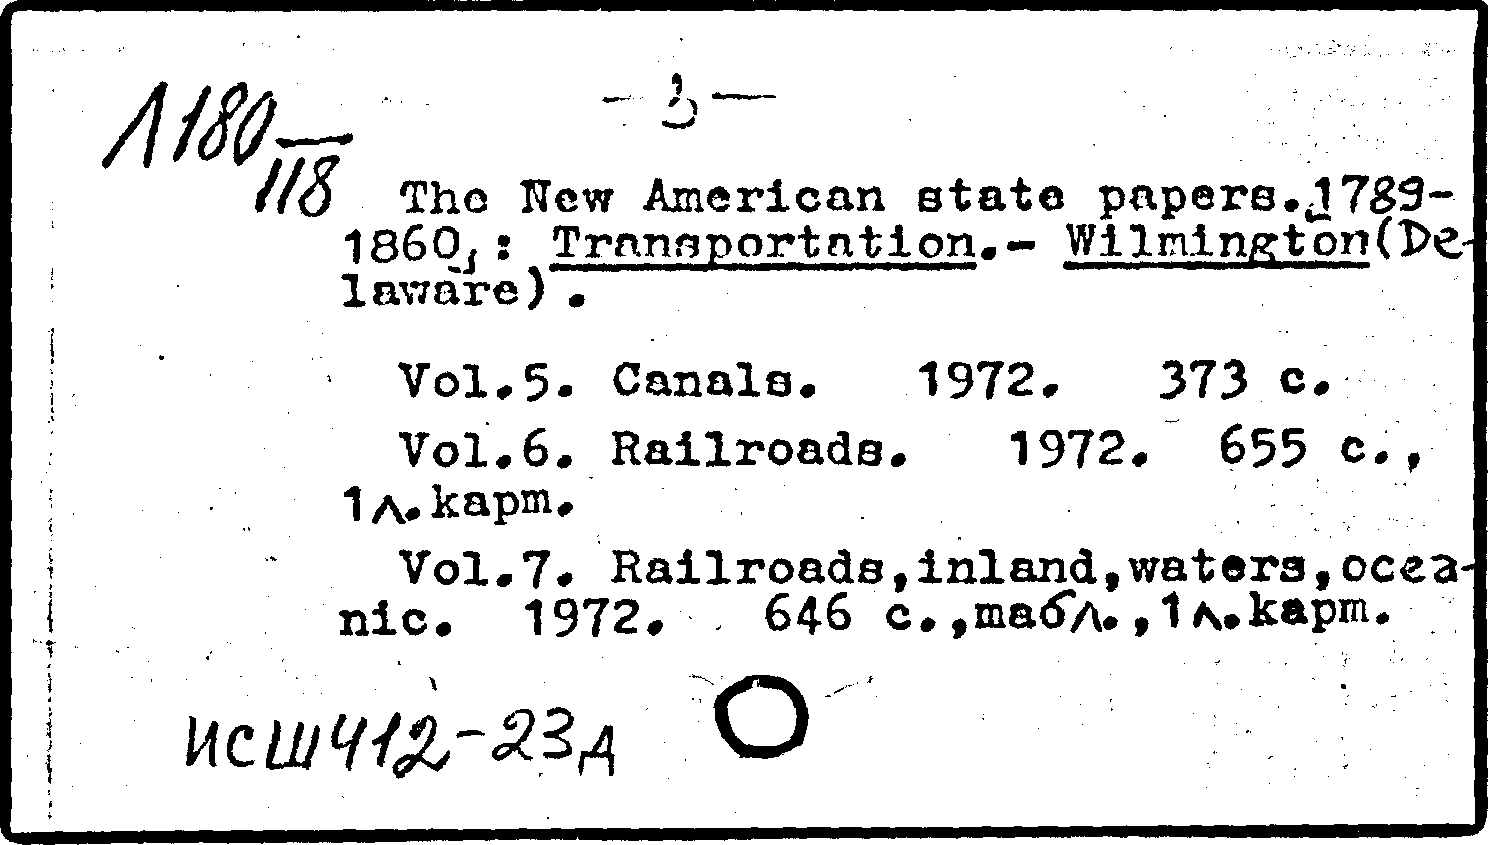 - 3 -
Л 180
118
The New American state papers.1789-
1860,: Transportation.- Wilmington(De-
laware).
Vol.5. Canals. 1972. 373 c.
Vol.6. Railroads. 1972. 655 c.,
1л.карт.
Vol.7. Railroads,inland,waters,ocea-
nic. 1972. 646 c.,табл.,1л.карт.
ИСШ412-23д